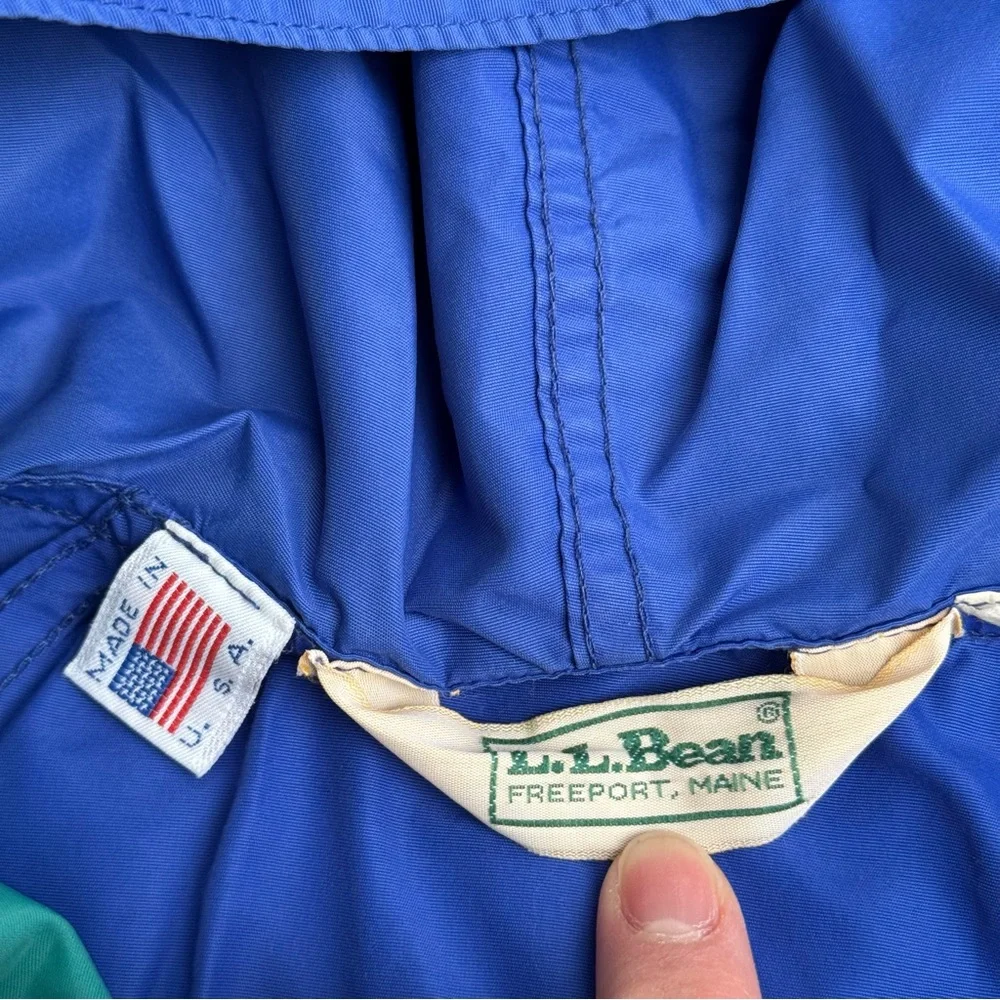 MADE IN
U. S. A.
L.L.Bean®
FREEPORT, MAINE